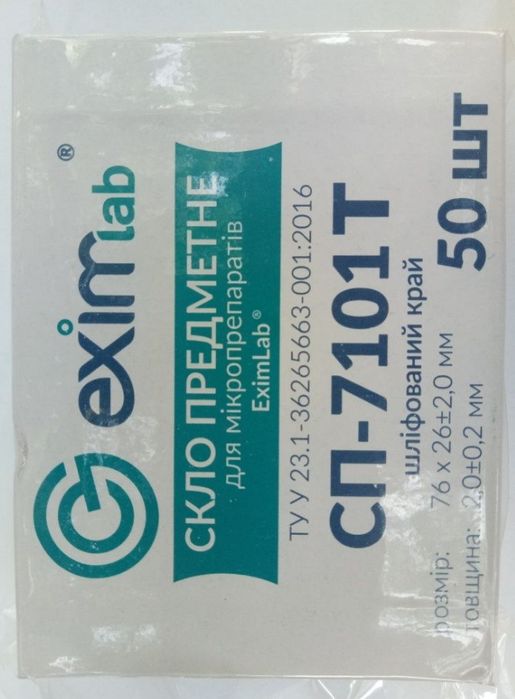 eximlab®
СКЛО ПРЕДМЕТНЕ
для мікропрепаратів
EximLab®
ТУ У 23.1-36265663-001:2016
СП-7101Т
шліфований край
розмір: 76 х 26±2,0 мм
товщина: 2,0±0,2 мм
50 шт